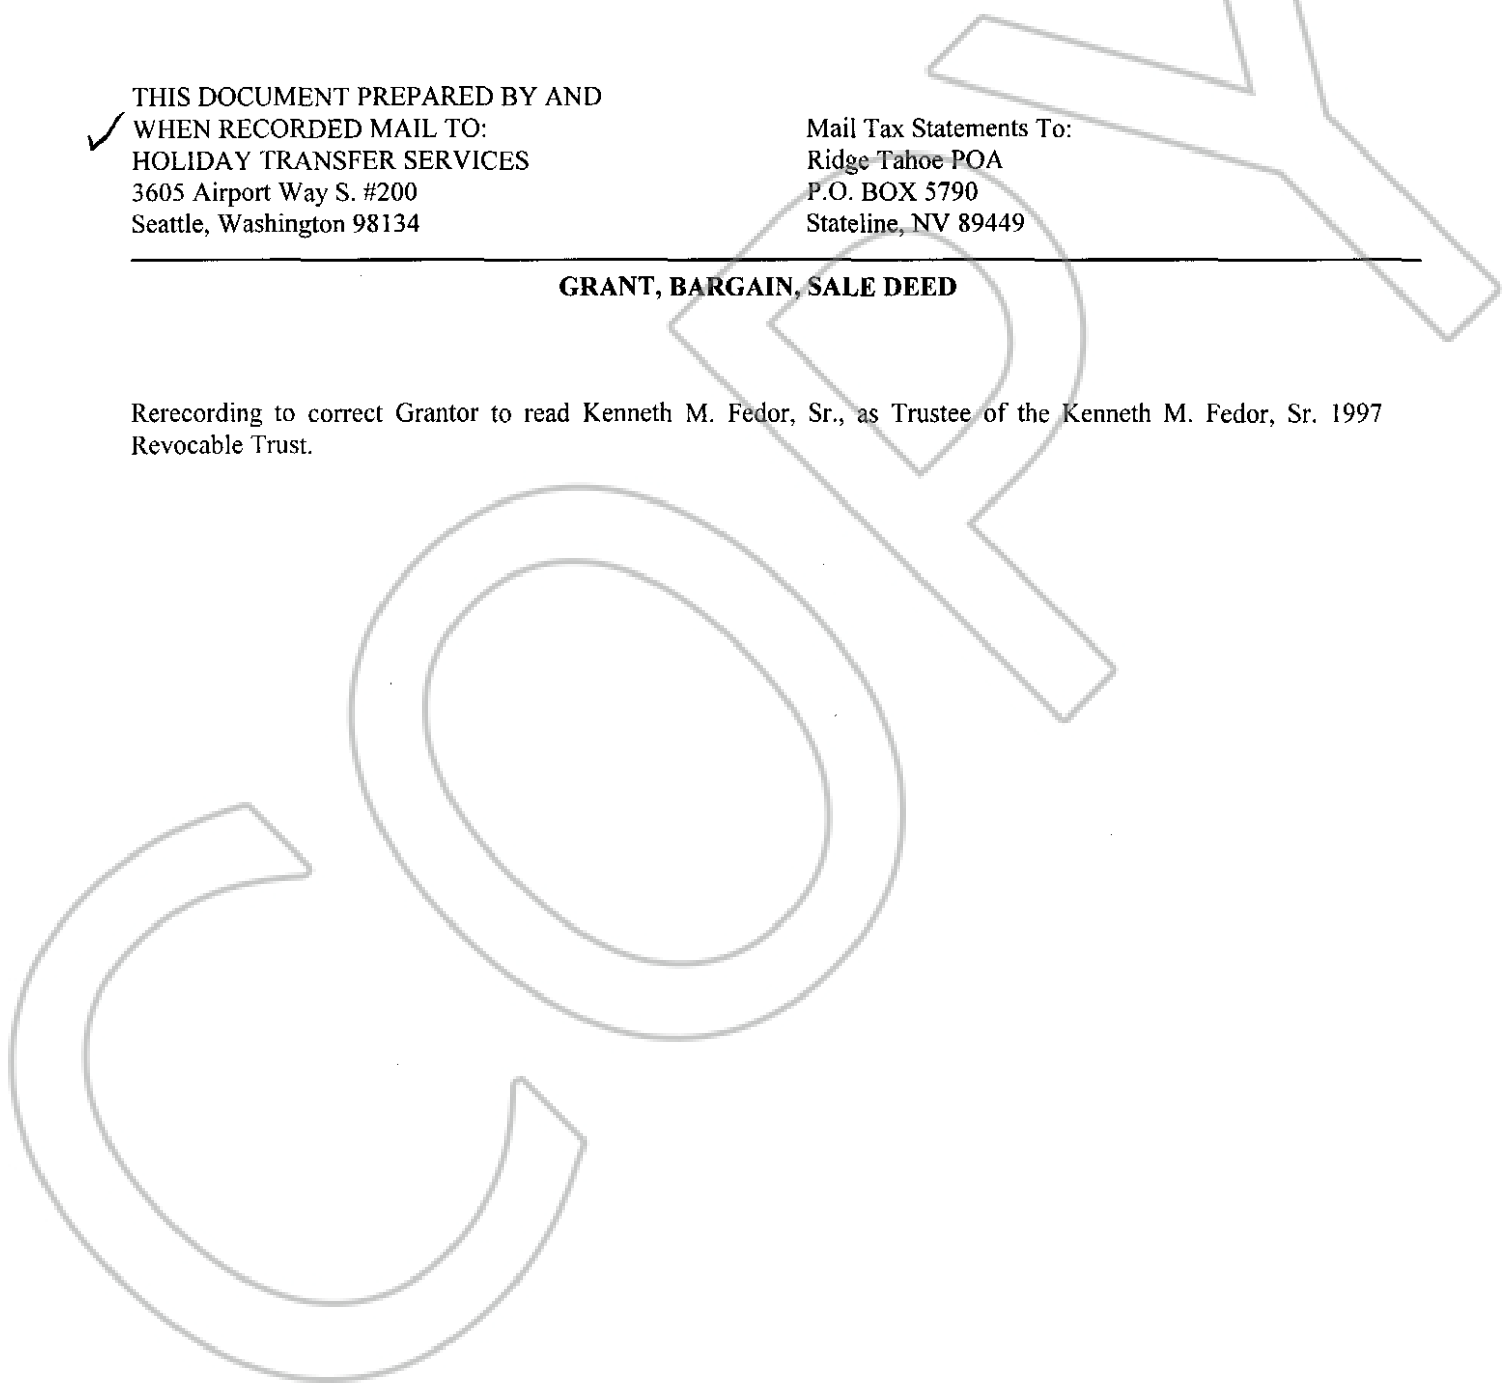 THIS DOCUMENT PREPARED BY AND
WHEN RECORDED MAIL TO:
HOLIDAY TRANSFER SERVICES
3605 Airport Way S. #200
Seattle, Washington 98134
Mail Tax Statements To:
Ridge Tahoe POA
P.O. BOX 5790
Stateline, NV 89449
GRANT, BARGAIN, SALE DEED
Rerecording to correct Grantor to read Kenneth M. Fedor, Sr., as Trustee of the Kenneth M. Fedor, Sr. 1997
Revocable Trust.
COPY